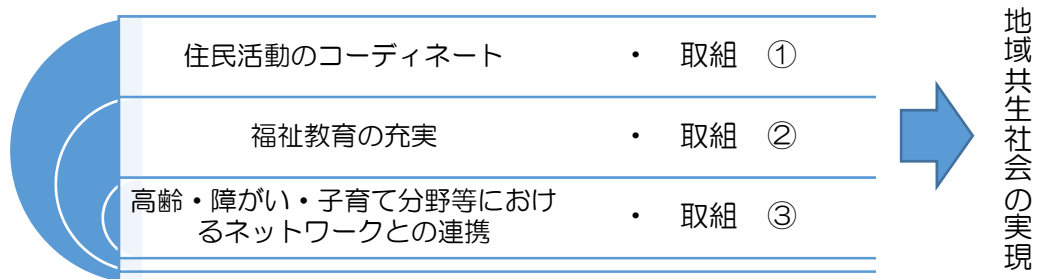 住民活動のコーディネート
・ 取組 ①
福祉教育の充実
・ 取組 ②
高齢・障がい・子育て分野等におけ
るネットワークとの連携
・ 取組 ③
地域共生社会の実現